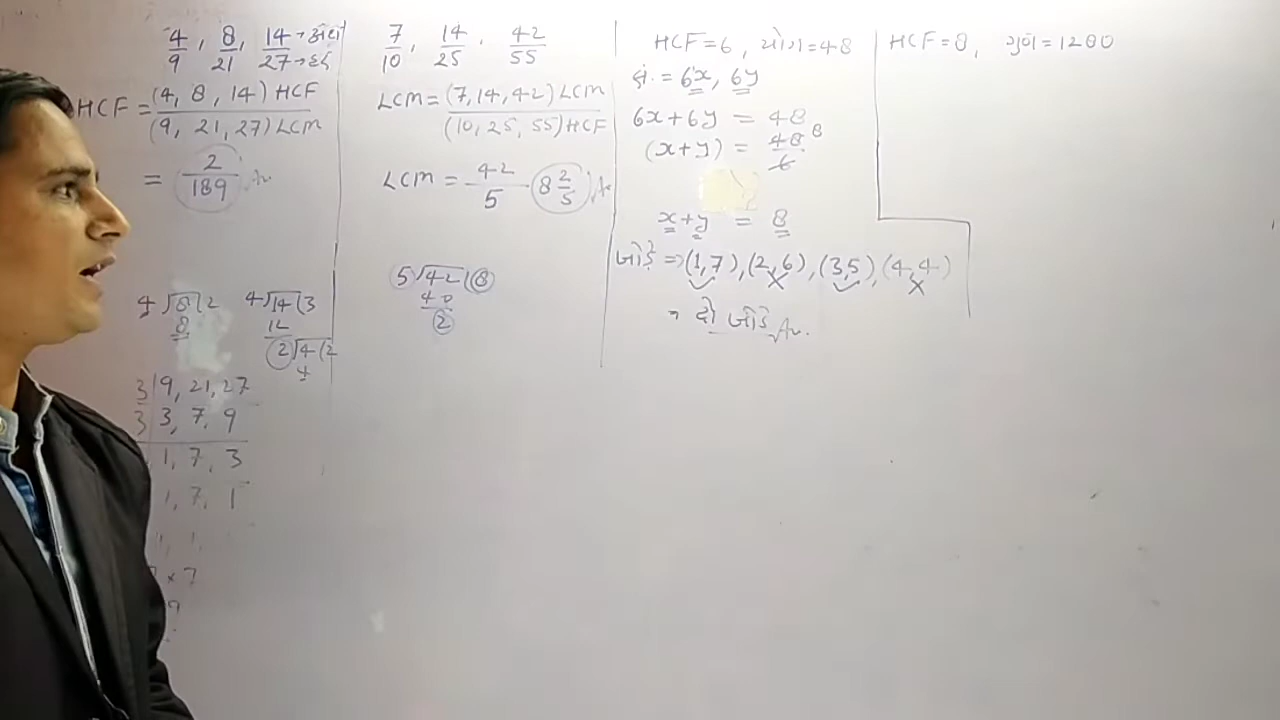 4/9, 8/21, 14/27 → अंश → हर
HCF = (4, 8, 14) HCF / (9, 21, 27) LCM
= 2/189 Ans
4) 8 (2
8
4) 14 (3
12
2) 4 (2
4
3 | 9, 21, 27
3 | 3, 7, 9
1, 7, 3
1, 7, 1
× 7
7/10, 14/25, 42/55
LCM = (7, 14, 42) LCM / (10, 25, 55) HCF
LCM = 42/5 8 2/5 Ans
5) 42 (8
40
2
HCF = 6, योग = 48
सं. = 6x, 6y
6x + 6y = 48
(x + y) = 48/6 8
x + y = 8
जोड़े ⇒ (1, 7), (2, 6), (3, 5), (4, 4)
= दो जोड़े Ans.
HCF = 8, गुण = 1280